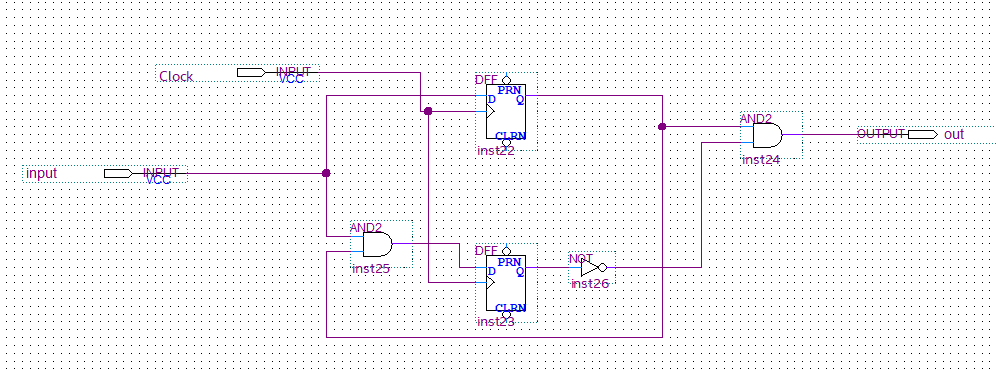 Clock
INPUT
VCC
DFF
PRN
D
Q
CLRN
inst22
AND2
inst24
OUTPUT
out
input
INPUT
VCC
AND2
inst25
DFF
PRN
D
Q
CLRN
inst23
NOT
inst26